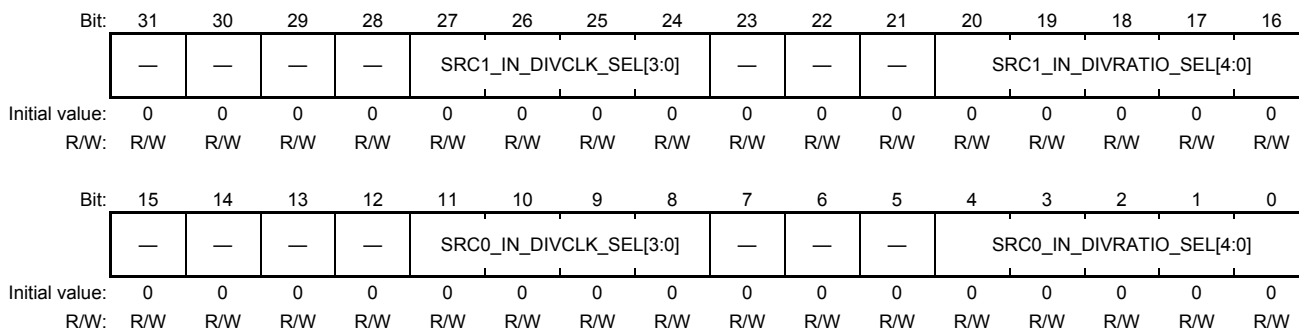 Bit: 31 30 29 28 27 26 25 24 23 22 21 20 19 18 17 16
— — — — SRC1_IN_DIVCLK_SEL[3:0] — — — SRC1_IN_DIVRATIO_SEL[4:0]
Initial value: 0 0 0 0 0 0 0 0 0 0 0 0 0 0 0 0
R/W: R/W R/W R/W R/W R/W R/W R/W R/W R/W R/W R/W R/W R/W R/W R/W R/W
Bit: 15 14 13 12 11 10 9 8 7 6 5 4 3 2 1 0
— — — — SRC0_IN_DIVCLK_SEL[3:0] — — — SRC0_IN_DIVRATIO_SEL[4:0]
Initial value: 0 0 0 0 0 0 0 0 0 0 0 0 0 0 0 0
R/W: R/W R/W R/W R/W R/W R/W R/W R/W R/W R/W R/W R/W R/W R/W R/W R/W